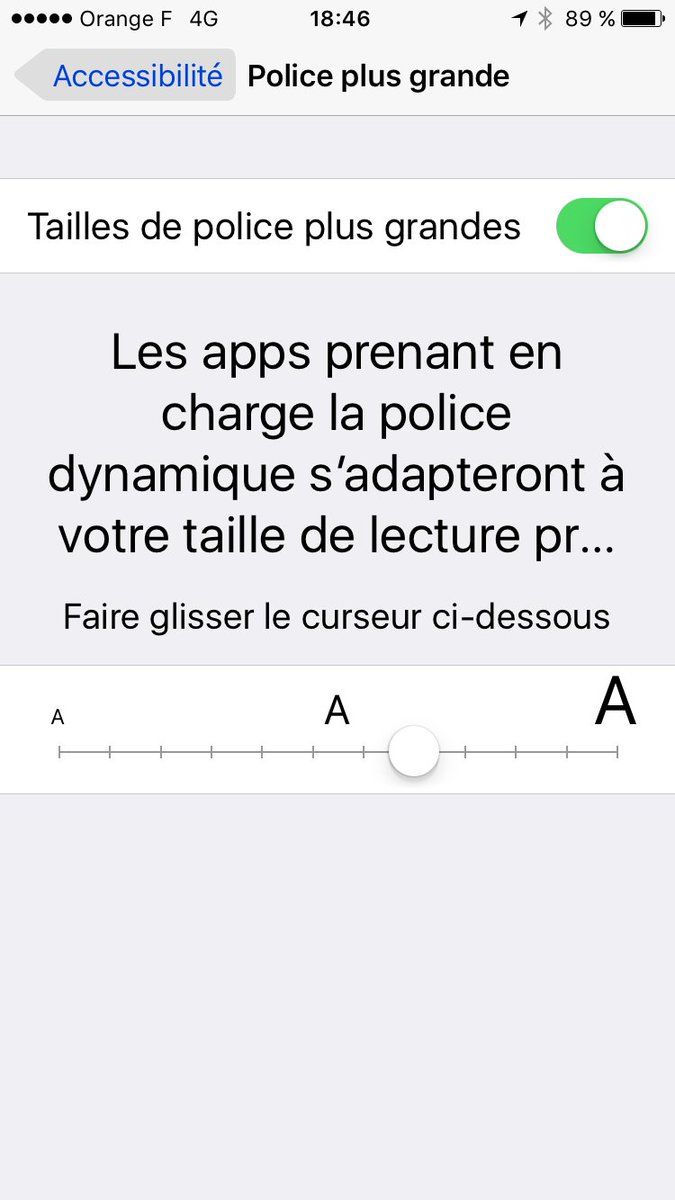 Orange F 4G 18:46 89 %
Accessibilité Police plus grande
Tailles de police plus grandes
Les apps prenant en
charge la police
dynamique s’adapteront à
votre taille de lecture pr…
Faire glisser le curseur ci-dessous
A A A